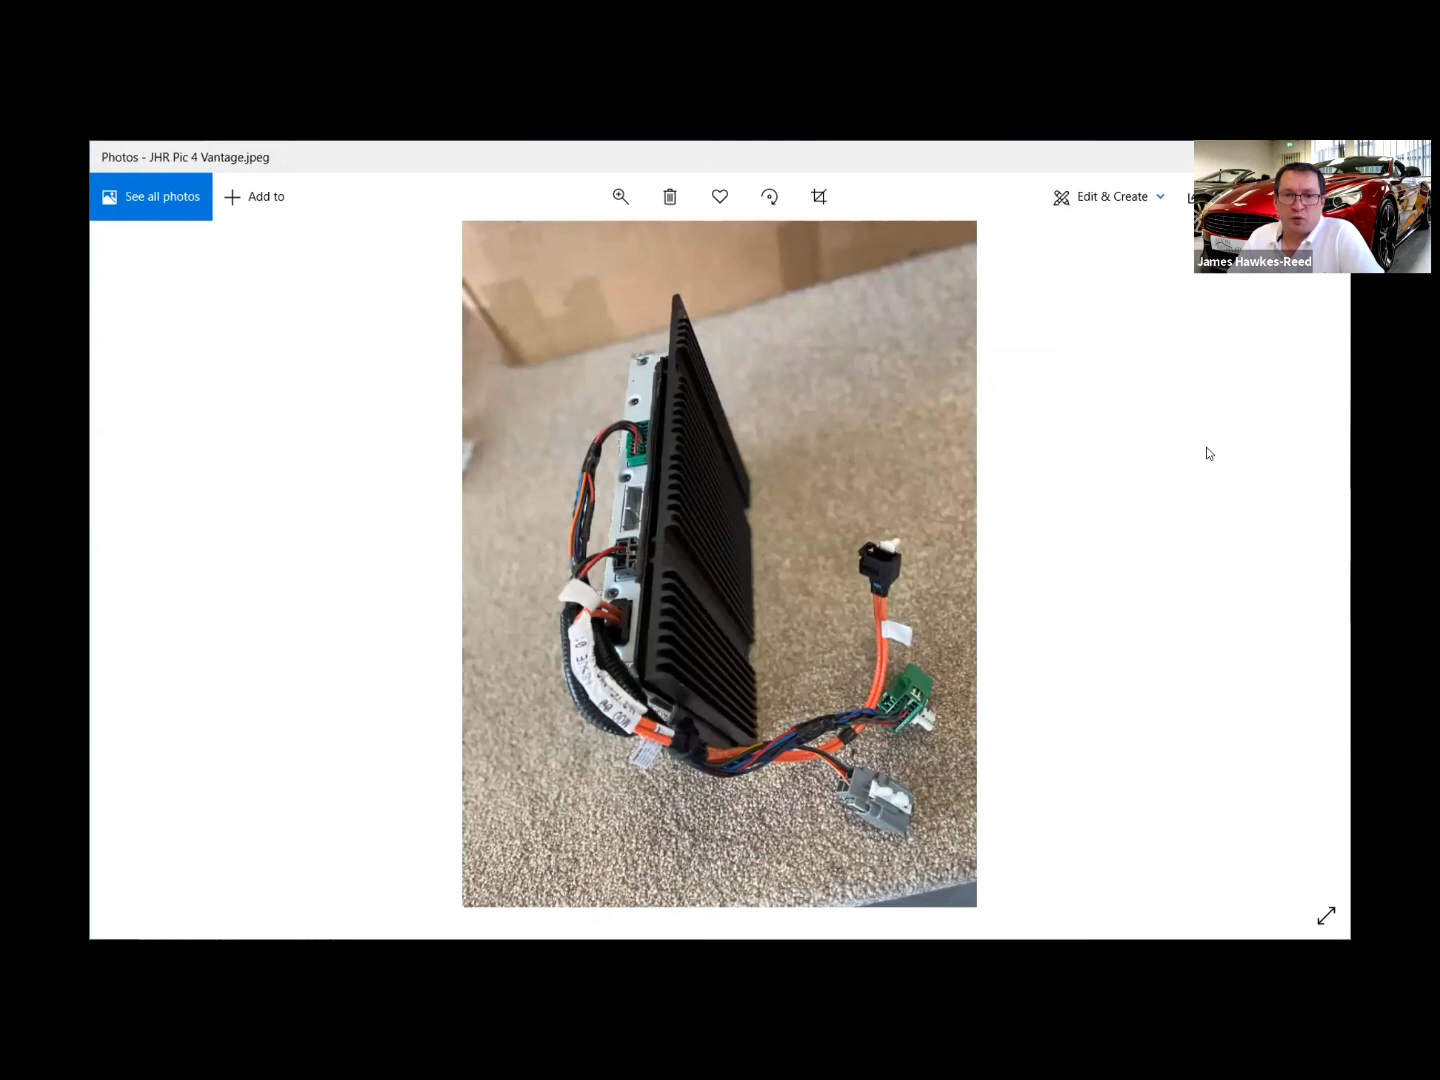 Photos - JHR Pic 4 Vantage.jpeg
See all photos
Add to
Edit & Create
James Hawkes-Reed